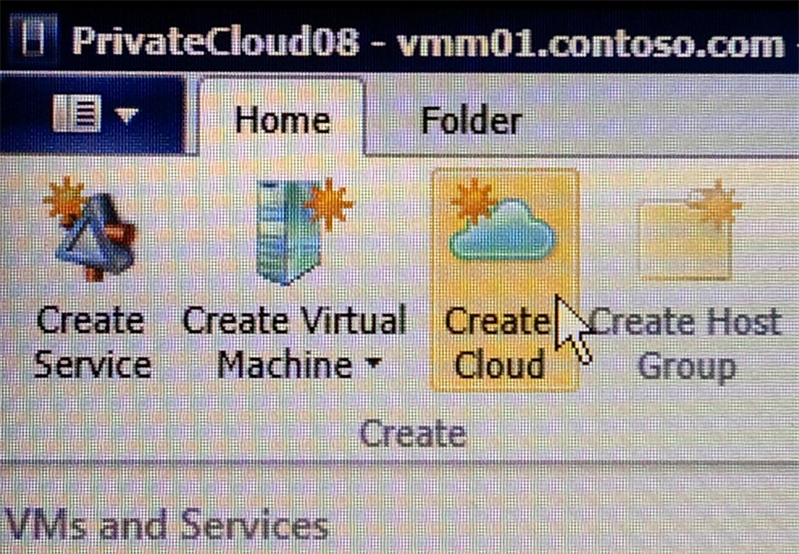 PrivateCloud08 - vmm01.contoso.com -
Home Folder
Create Service
Create Virtual Machine
Create Cloud
Create Host Group
Create
VMs and Services